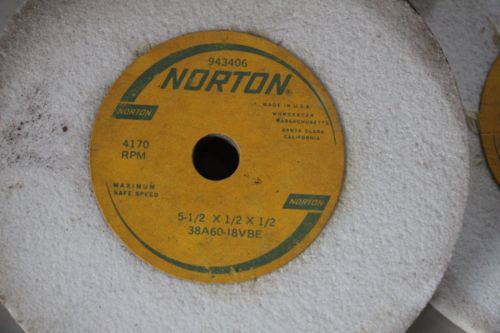 943406
NORTON®
MADE IN U.S.A.
WORCESTER
MASSACHUSETTS
SANTA CLARA
CALIFORNIA
NORTON
4170
RPM
MAXIMUM
SAFE SPEED
NORTON
5-1/2 X 1/2 X 1/2
38A60-I8VBE